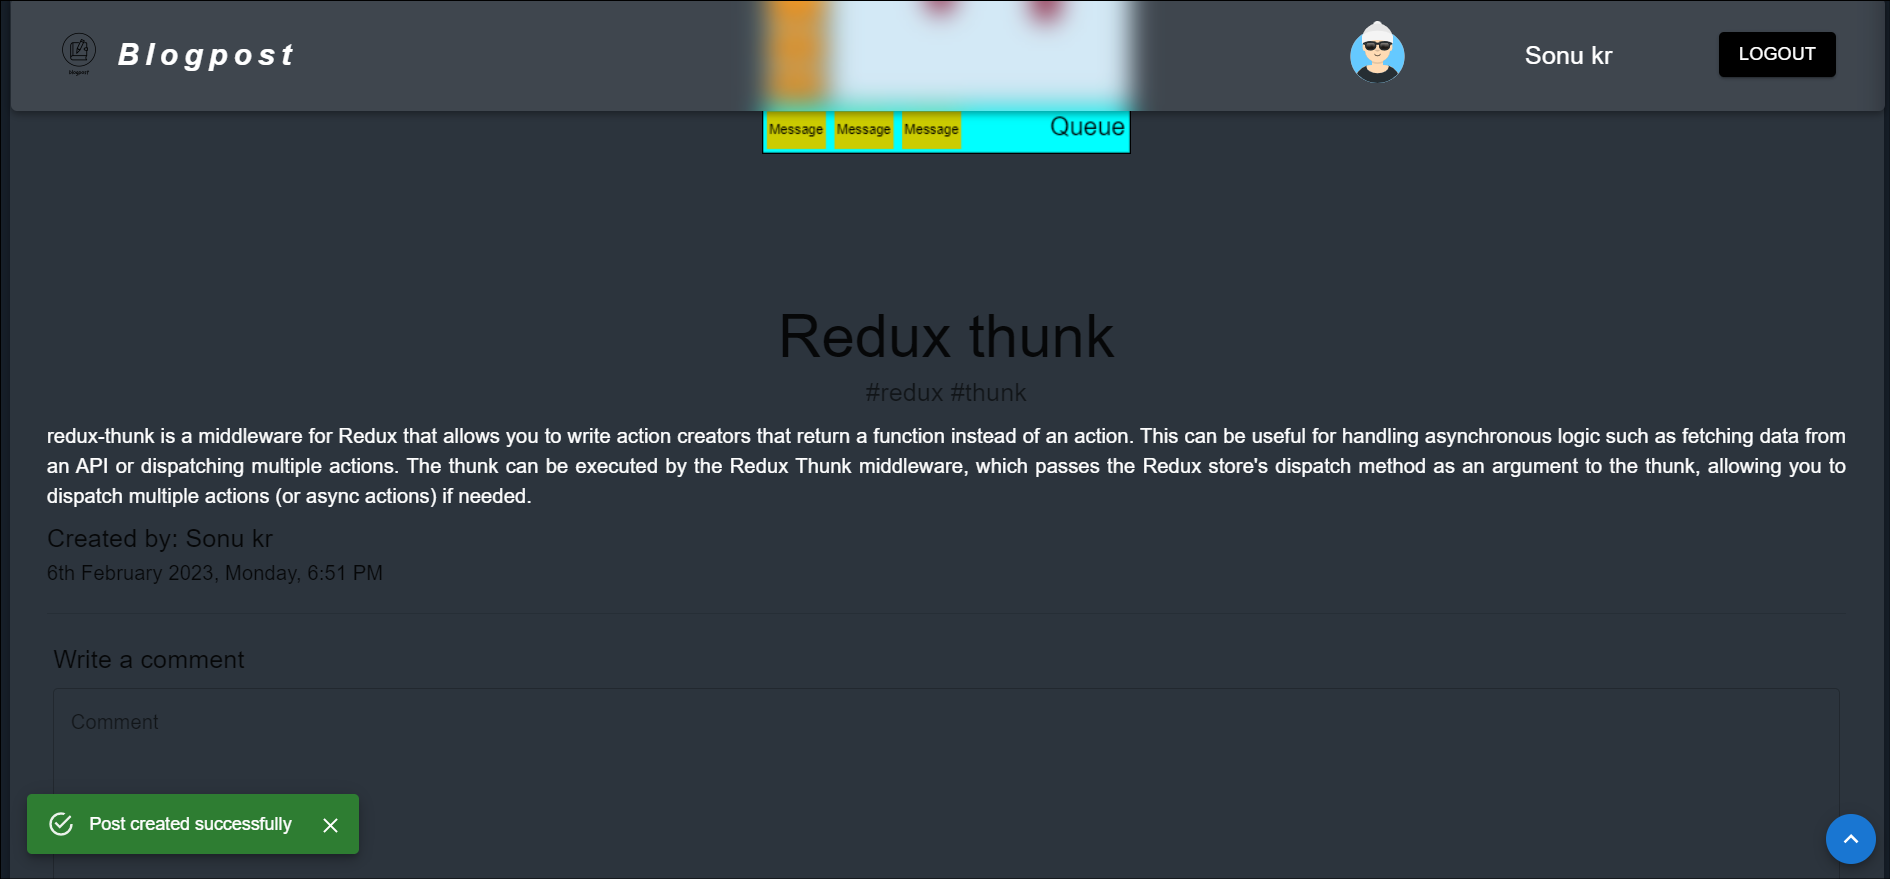 Blogpost
Sonu kr
LOGOUT
Message Message Message Queue
Redux thunk
#redux #thunk
redux-thunk is a middleware for Redux that allows you to write action creators that return a function instead of an action. This can be useful for handling asynchronous logic such as fetching data from
an API or dispatching multiple actions. The thunk can be executed by the Redux Thunk middleware, which passes the Redux store's dispatch method as an argument to the thunk, allowing you to
dispatch multiple actions (or async actions) if needed.
Created by: Sonu kr
6th February 2023, Monday, 6:51 PM
Write a comment
Comment
Post created successfully